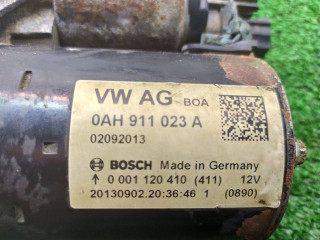 VW AG BOA
0AH 911 023 A
02092013
BOSCH Made in Germany
0 001 120 410 (411) 12V
20130902.20:36:46 1 (0890)